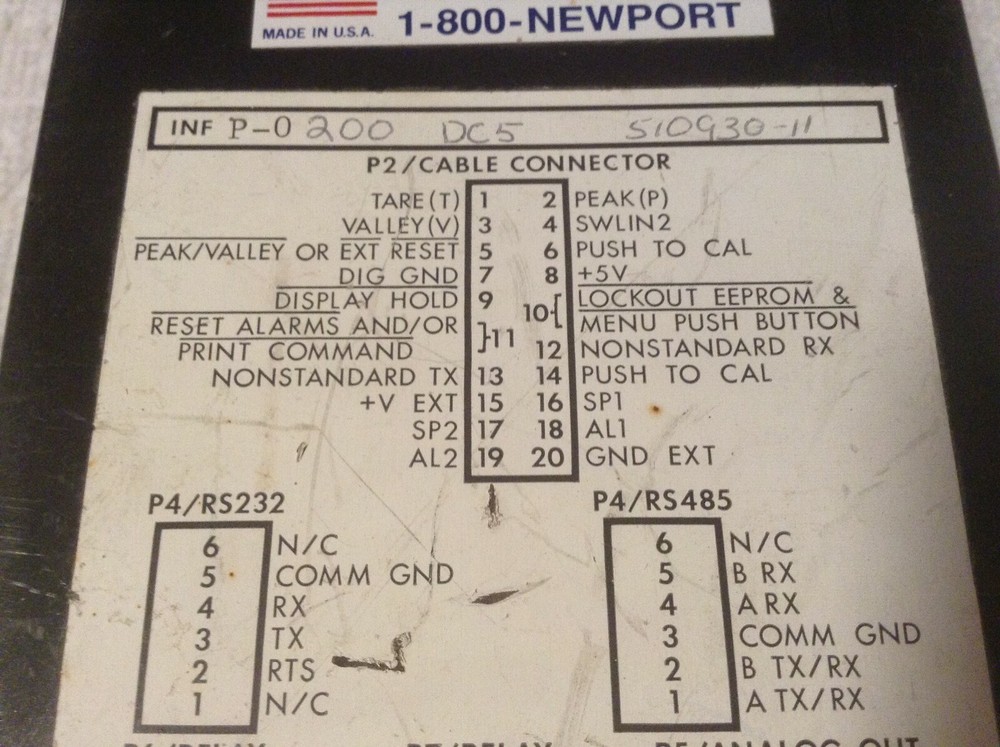 MADE IN U.S.A. 1-800-NEWPORT
INF P-0 200 DC5 510930-11
P2/CABLE CONNECTOR
TARE(T) 1 2 PEAK(P)
VALLEY(V) 3 4 SWLIN2
PEAK/VALLEY OR EXT RESET 5 6 PUSH TO CAL
DIG GND 7 8 +5V
DISPLAY HOLD 9 10{ LOCKOUT EEPROM &
MENU PUSH BUTTON
RESET ALARMS AND/OR }11
PRINT COMMAND
12 NONSTANDARD RX
NONSTANDARD TX 13 14 PUSH TO CAL
+V EXT 15 16 SP1
SP2 17 18 AL1
AL2 19 20 GND EXT
P4/RS232
6 N/C
5 COMM GND
4 RX
3 TX
2 RTS
1 N/C
P4/RS485
6 N/C
5 B RX
4 A RX
3 COMM GND
2 B TX/RX
1 A TX/RX